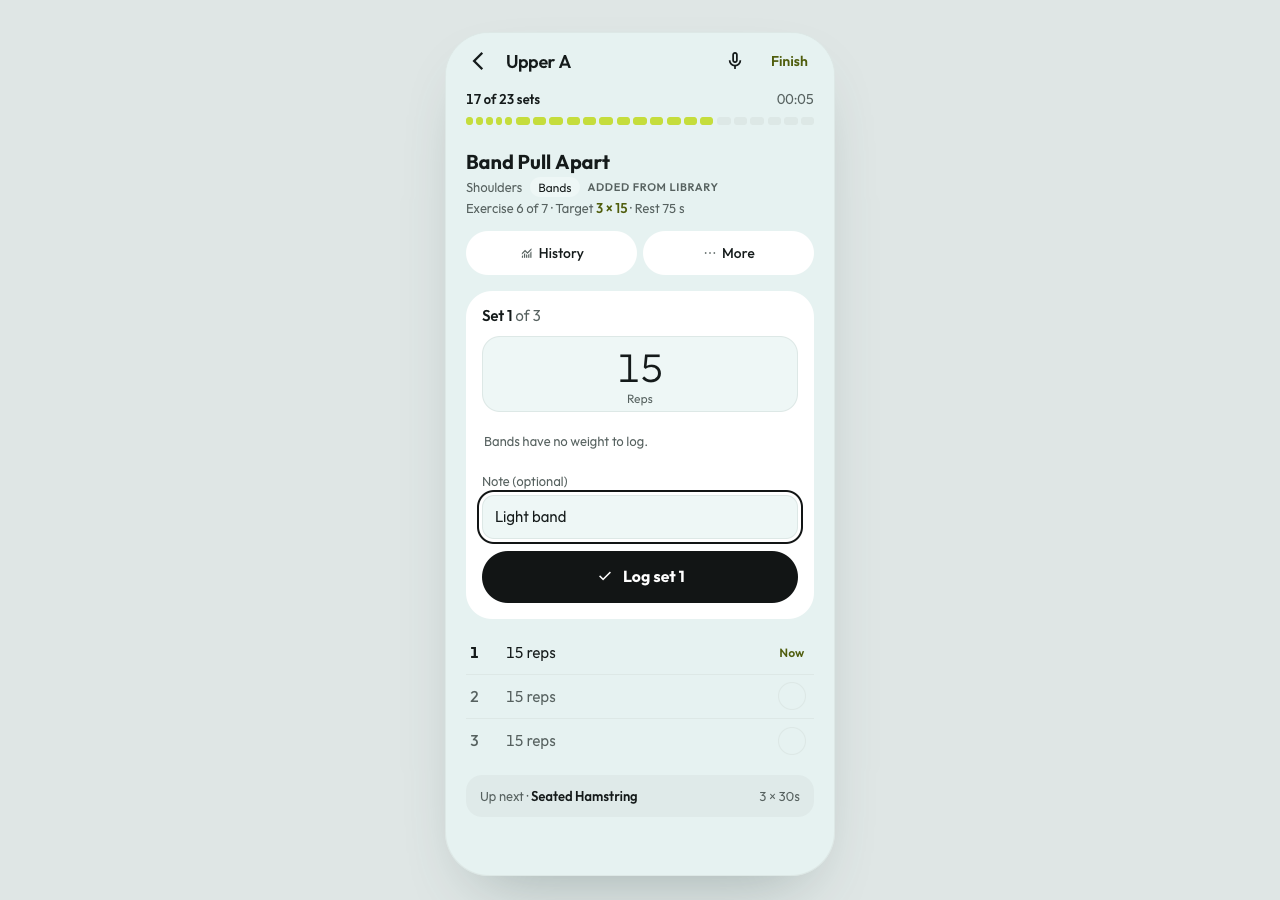 Upper A
Finish
17 of 23 sets
00:05
Band Pull Apart
Shoulders Bands ADDED FROM LIBRARY
Exercise 6 of 7 · Target 3 × 15 · Rest 75 s
History
··· More
Set 1 of 3
15
Reps
Bands have no weight to log.
Note (optional)
Light band
Log set 1
1 15 reps Now
2 15 reps
3 15 reps
Up next · Seated Hamstring 3 × 30s